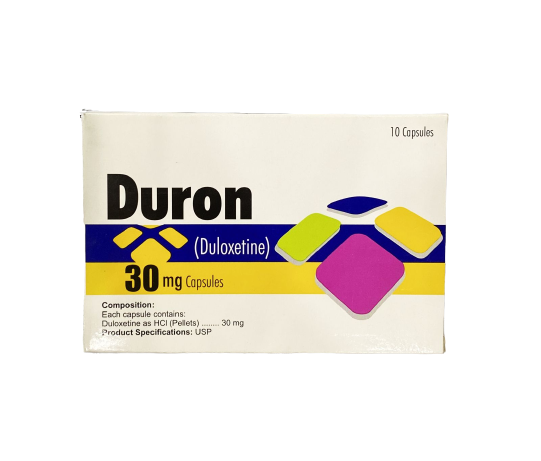 10 Capsules
Duron
(Duloxetine)
30 mg Capsules
Composition:
Each capsule contains:
Duloxetine as HCl (Pellets) ........ 30 mg
Product Specifications: USP